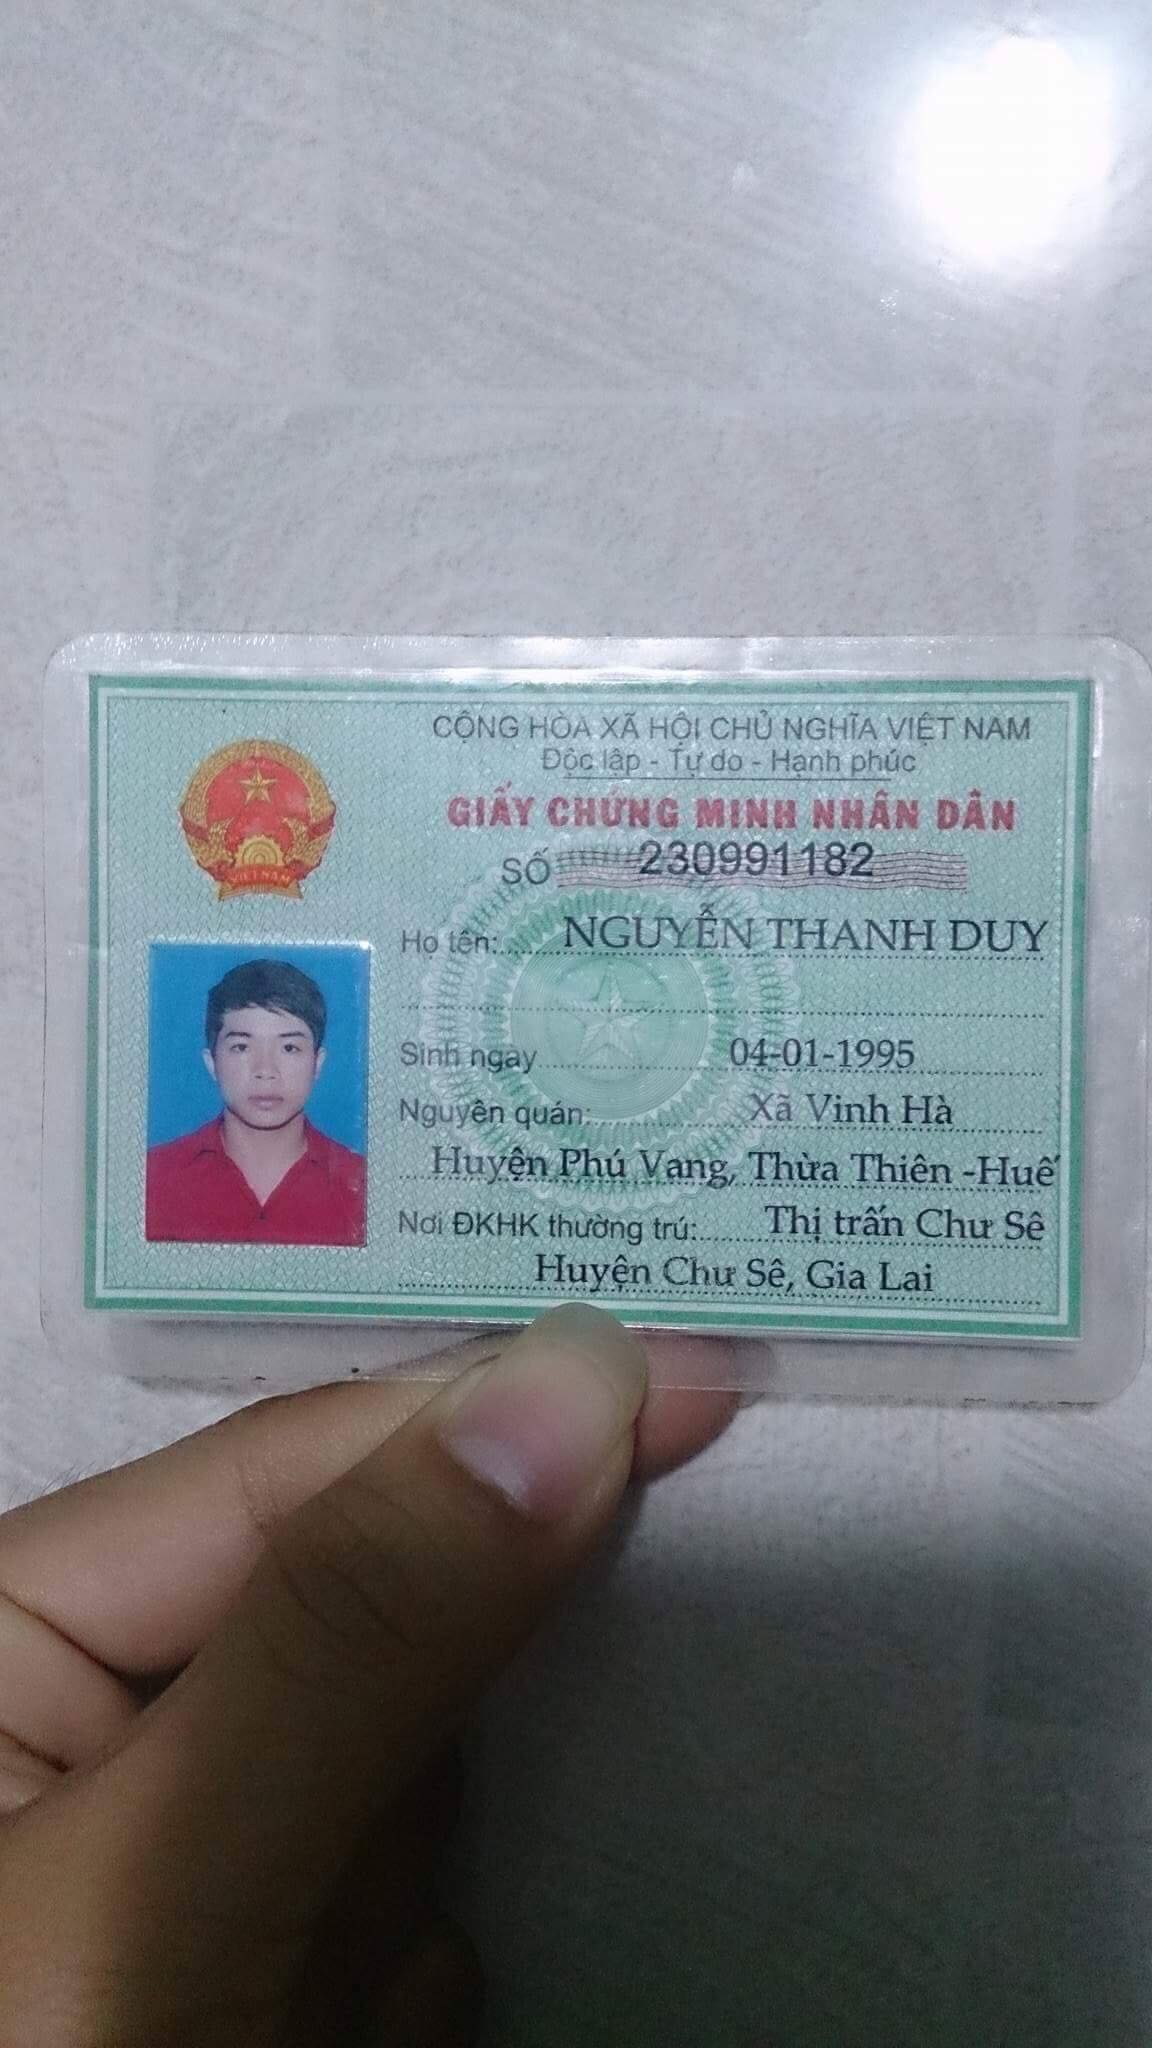 CỘNG HÒA XÃ HỘI CHỦ NGHĨA VIỆT NAM
Độc lập - Tự do - Hạnh phúc
GIẤY CHỨNG MINH NHÂN DÂN
SỐ 230991182
VIET NAM
Họ tên: NGUYỄN THANH DUY
Sinh ngày 04-01-1995
Nguyên quán: Xã Vinh Hà
Huyện Phú Vang, Thừa Thiên -Huế
Nơi ĐKHK thường trú: Thị trấn Chư Sê
Huyện Chư Sê, Gia Lai